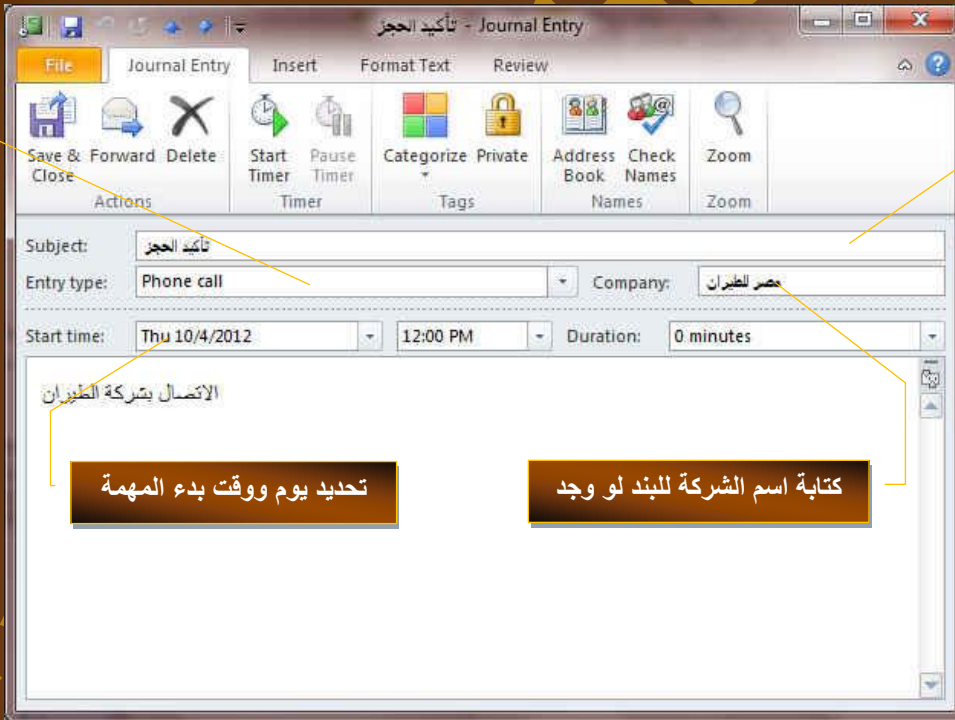 تأكيد الحجز - Journal Entry
File Journal Entry Insert Format Text Review
Save & Close Forward Delete Start Timer Pause Timer Categorize Private Address Book Check Names Zoom
Actions Timer Tags Names Zoom
Subject: تأكيد الحجز
Entry type: Phone call Company: مصر للطيران
Start time: Thu 10/4/2012 12:00 PM Duration: 0 minutes
الاتصال بشركة الطيران
تحديد يوم ووقت بدء المهمة
كتابة اسم الشركة للبند لو وجد